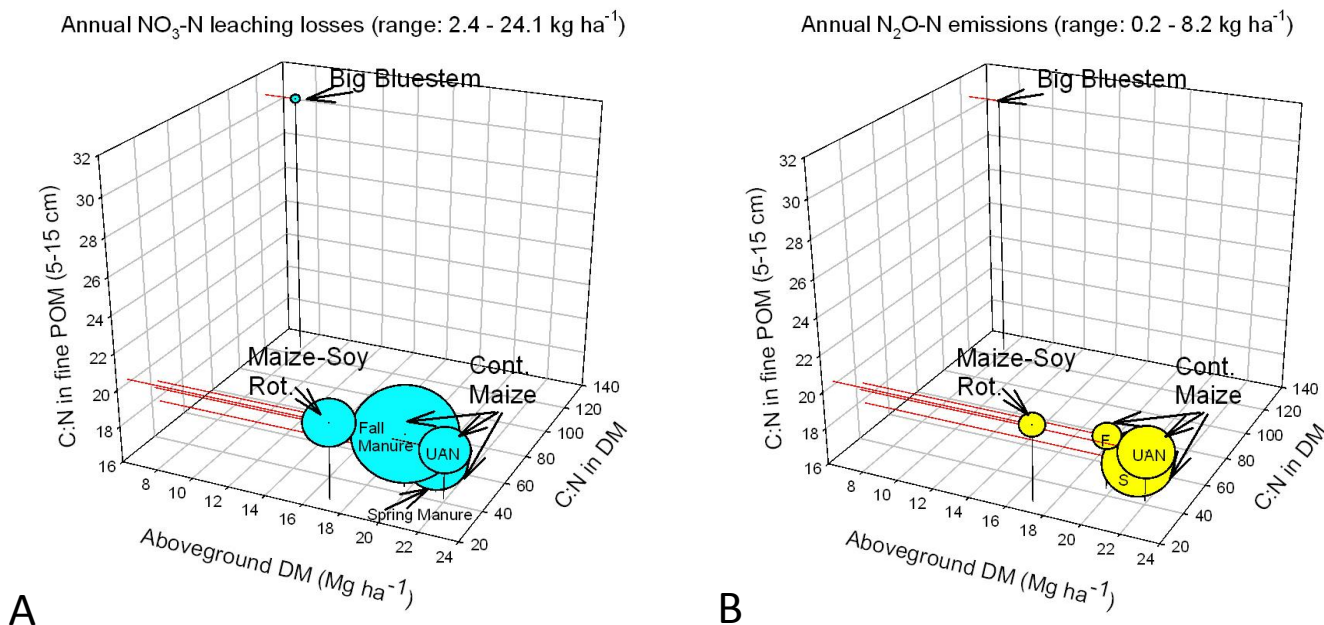 Annual NO₃-N leaching losses (range: 2.4 - 24.1 kg ha⁻¹)
Big Bluestem
32
30
28
26
24
22
20
18
16
C:N in fine POM (5-15 cm)
Maize-Soy
Rot.
Cont.
Maize
Fall
Manure
UAN
Spring Manure
8
10
12
14
16
18
20
22
24
Aboveground DM (Mg ha⁻¹)
20
40
60
80
100
120
140
C:N in DM
A
Annual N₂O-N emissions (range: 0.2 - 8.2 kg ha⁻¹)
Big Bluestem
32
30
28
26
24
22
20
18
16
C:N in fine POM (5-15 cm)
Maize-Soy
Rot.
Cont.
Maize
F
UAN
S
8
10
12
14
16
18
20
22
24
Aboveground DM (Mg ha⁻¹)
20
40
60
80
100
120
140
C:N in DM
B